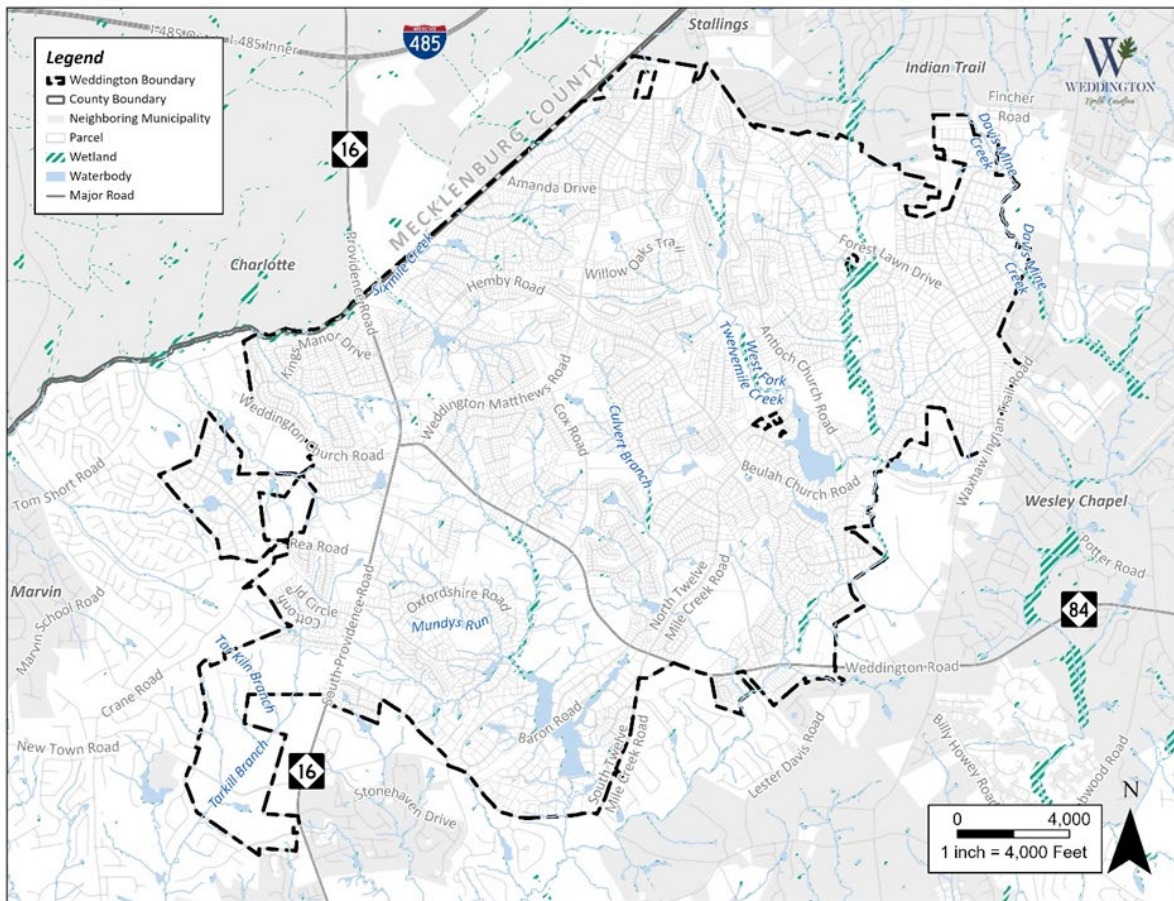 Legend
Weddington Boundary
County Boundary
Neighboring Municipality
Parcel
Wetland
Waterbody
Major Road
I-485 Inner
485
Stallings
Indian Trail
W
WEDDINGTON
North Carolina
Fincher
Road
Davis Mine
Creek
16
MECKLENBURG COUNTY
Amanda Drive
Providence Road
Sixmile Creek
Charlotte
Willow Oaks Trail
Hemby Road
Forest Lawn Drive
Davis Mine
Creek
Kings Manor Drive
Antioch Church Road
West Fork
Twelvemile Creek
Weddington Matthews Road
Cox Road
Culvert Branch
Weddington Church Road
Waxhaw Indian Trail Road
Beulah Church Road
Tom Short Road
Wesley Chapel
Potter Road
Rea Road
Marvin
Marvin School Road
Oxfordshire Road
Mundys Run
North Twelve
Mile Creek Road
84
Weddington Road
South Providence Road
Tar Kiln Branch
Crane Road
New Town Road
Tarkill Branch
16
Baron Road
South Twelve
Mile Creek Road
Lester Davis Road
Billy Howey Road
Stonehaven Drive
N
0 4,000
1 inch = 4,000 Feet